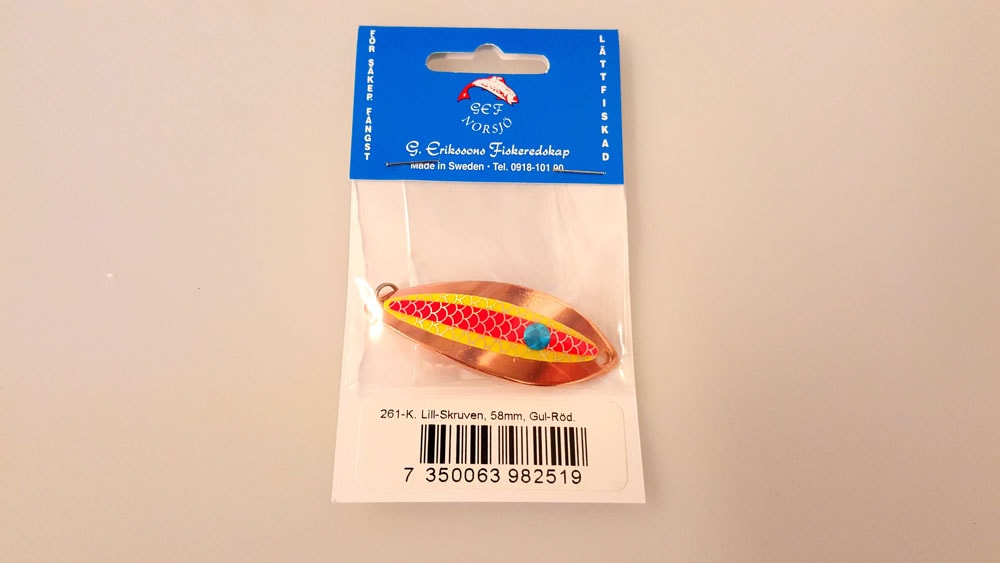 FÖR SÄKER FÅNGST
LÄTTFISKAD
GEF
NORSJÖ
G. Erikssons Fiskeredskap
Made in Sweden · Tel. 0918-101 90
261-K. Lill-Skruven, 58mm, Gul-Röd.
7 350063 982519